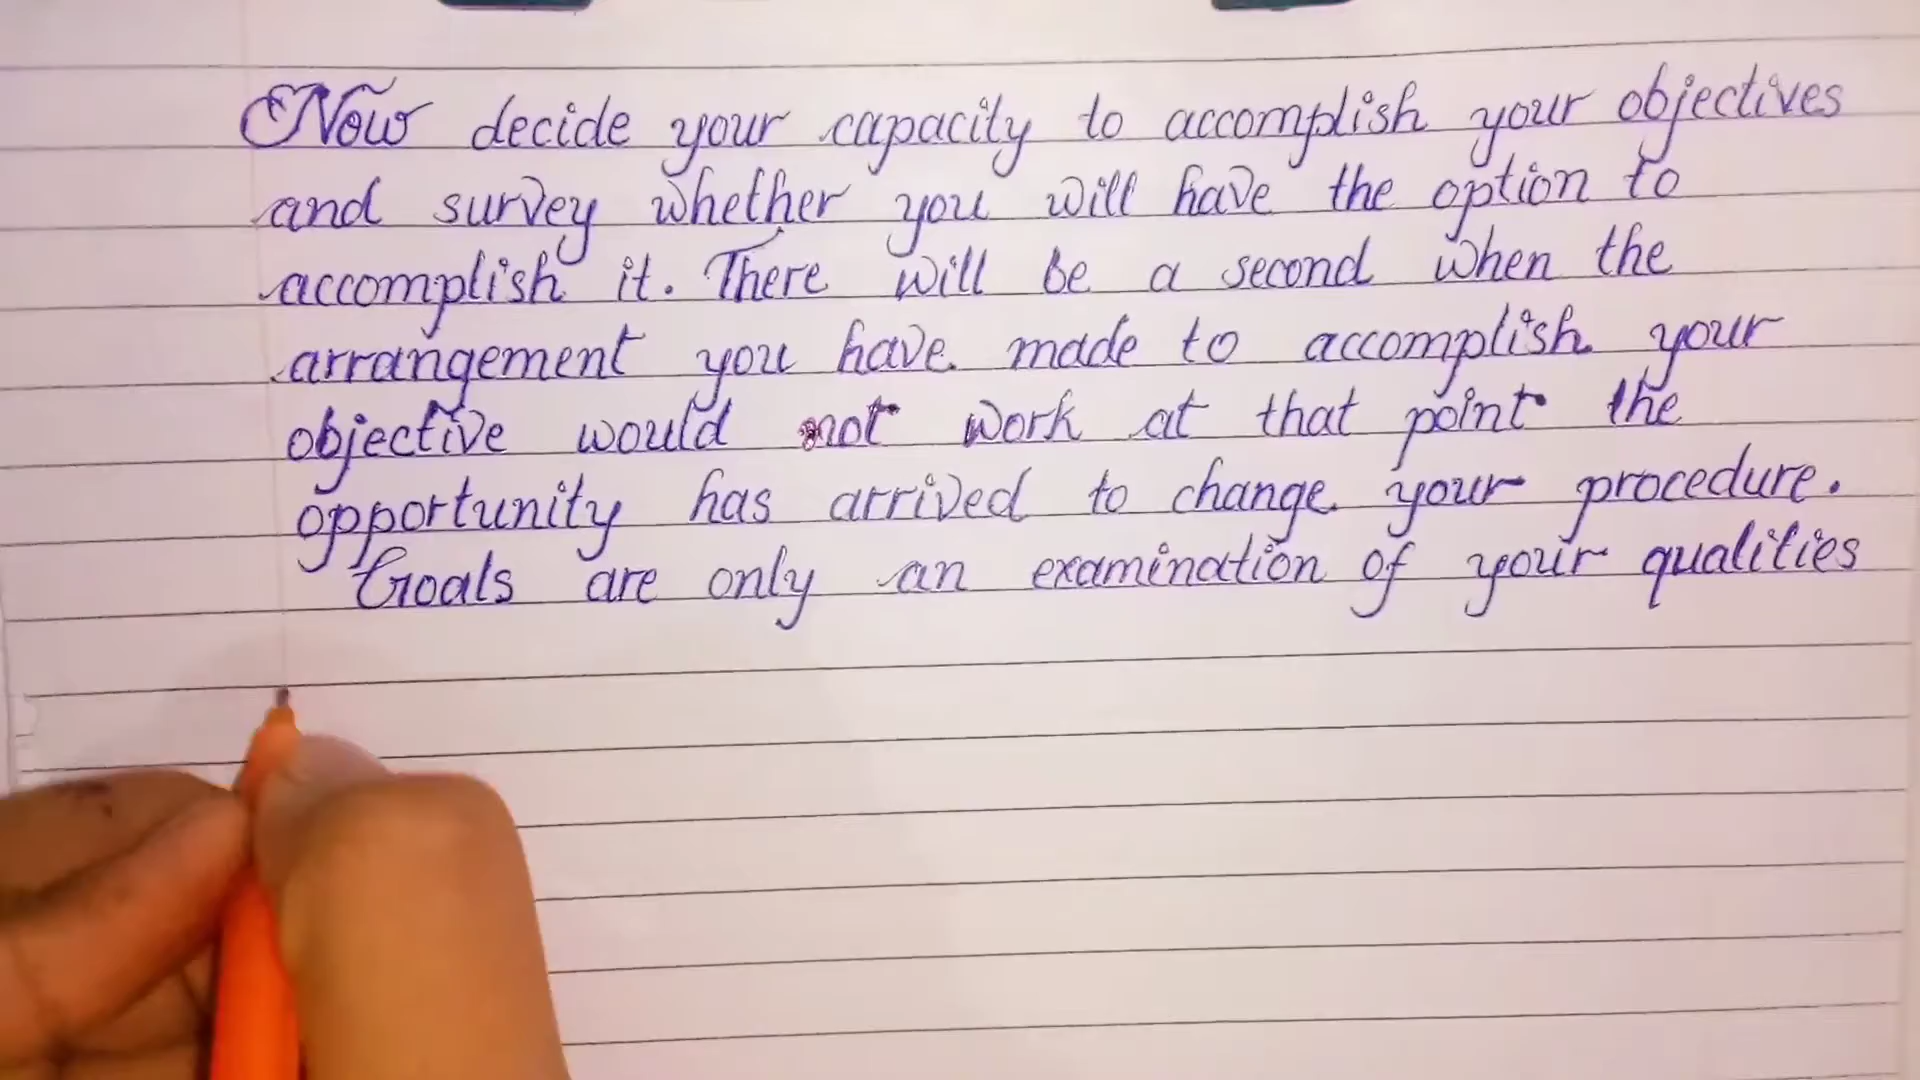 Now decide your capacity to accomplish your objectives
and survey whether you will have the option to
accomplish it. There will be a second when the
arrangement you have made to accomplish your
objective would not work at that point the
opportunity has arrived to change your procedure.
Goals are only an examination of your qualities